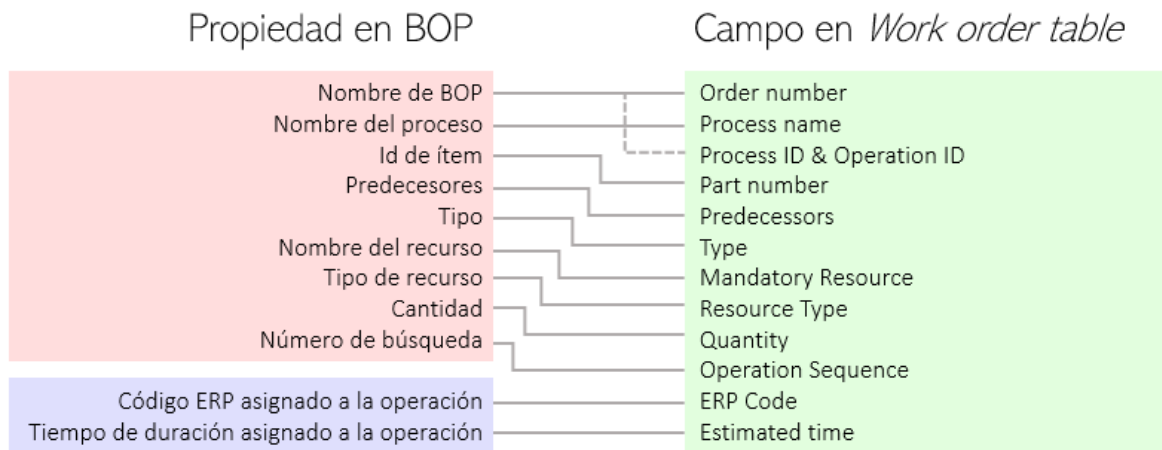 Propiedad en BOP
Campo en Work order table
Nombre de BOP
Order number
Nombre del proceso
Process name
Process ID & Operation ID
Id de ítem
Part number
Predecesores
Predecessors
Tipo
Type
Nombre del recurso
Mandatory Resource
Tipo de recurso
Resource Type
Cantidad
Quantity
Número de búsqueda
Operation Sequence
Código ERP asignado a la operación
ERP Code
Tiempo de duración asignado a la operación
Estimated time